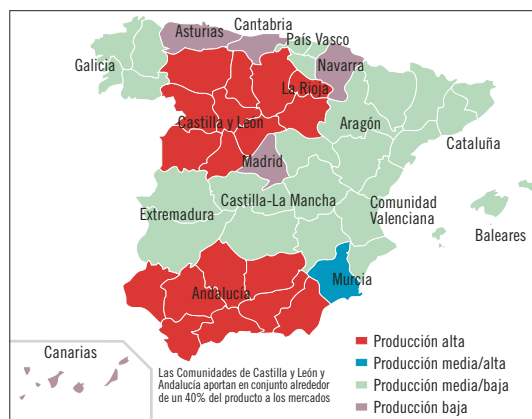 Cantabria
Asturias
País Vasco
Navarra
Galicia
La Rioja
Castilla y León
Aragón
Cataluña
Madrid
Castilla-La Mancha
Comunidad
Valenciana
Extremadura
Baleares
Murcia
Andalucía
Canarias
Las Comunidades de Castilla y León y
Andalucía aportan en conjunto alrededor
de un 40% del producto a los mercados
Producción alta
Producción media/alta
Producción media/baja
Producción baja